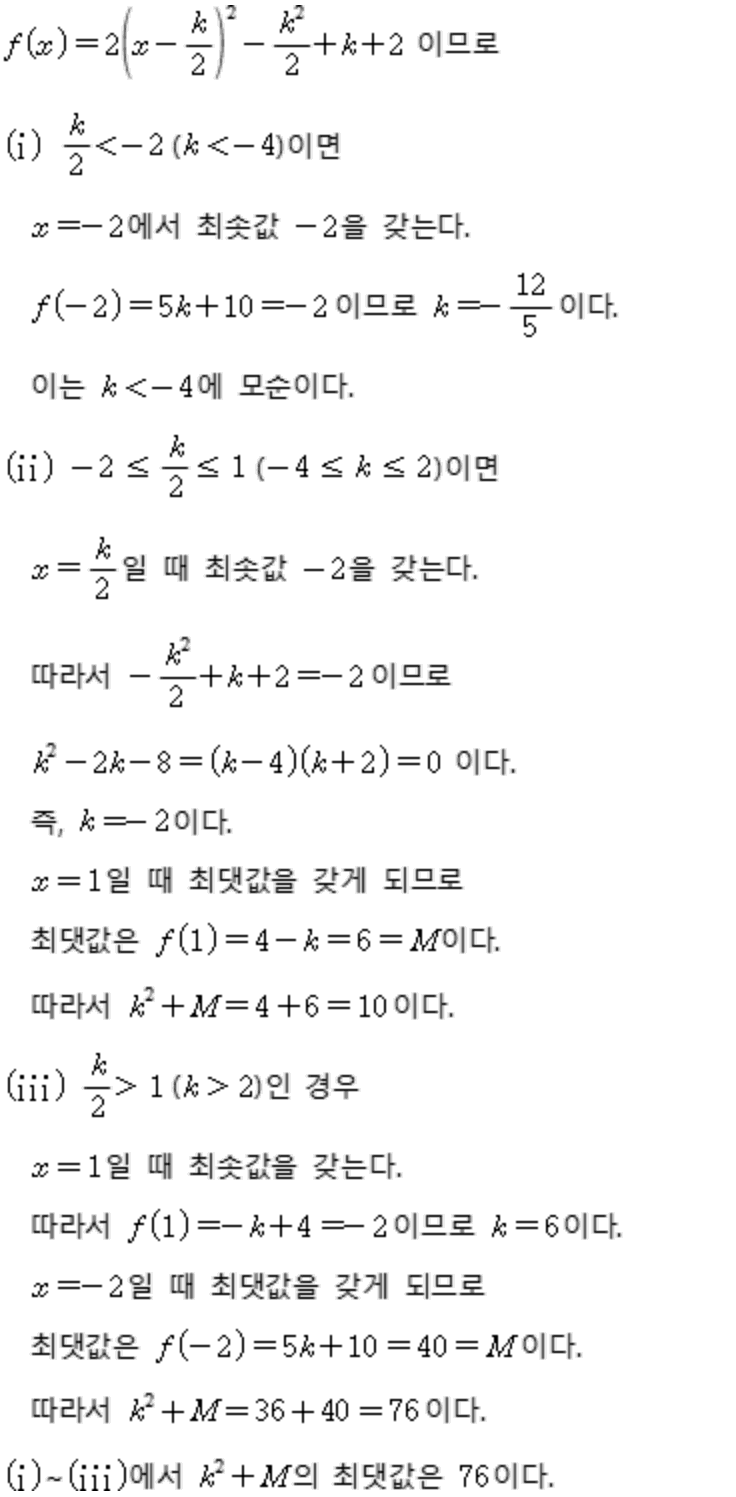 f(x)=2(x-k/2)²-k²/2+k+2 이므로
(i) k/2<-2 (k<-4)이면
x=-2에서 최솟값 -2을 갖는다.
f(-2)=5k+10=-2이므로 k=-12/5이다.
이는 k<-4에 모순이다.
(ii) -2≤k/2≤1 (-4≤k≤2)이면
x=k/2일 때 최솟값 -2을 갖는다.
따라서 -k²/2+k+2=-2이므로
k²-2k-8=(k-4)(k+2)=0 이다.
즉, k=-2이다.
x=1일 때 최댓값을 갖게 되므로
최댓값은 f(1)=4-k=6=M이다.
따라서 k²+M=4+6=10이다.
(iii) k/2>1 (k>2)인 경우
x=1일 때 최솟값을 갖는다.
따라서 f(1)=-k+4=-2이므로 k=6이다.
x=-2일 때 최댓값을 갖게 되므로
최댓값은 f(-2)=5k+10=40=M이다.
따라서 k²+M=36+40=76이다.
(i)~(iii)에서 k²+M의 최댓값은 76이다.